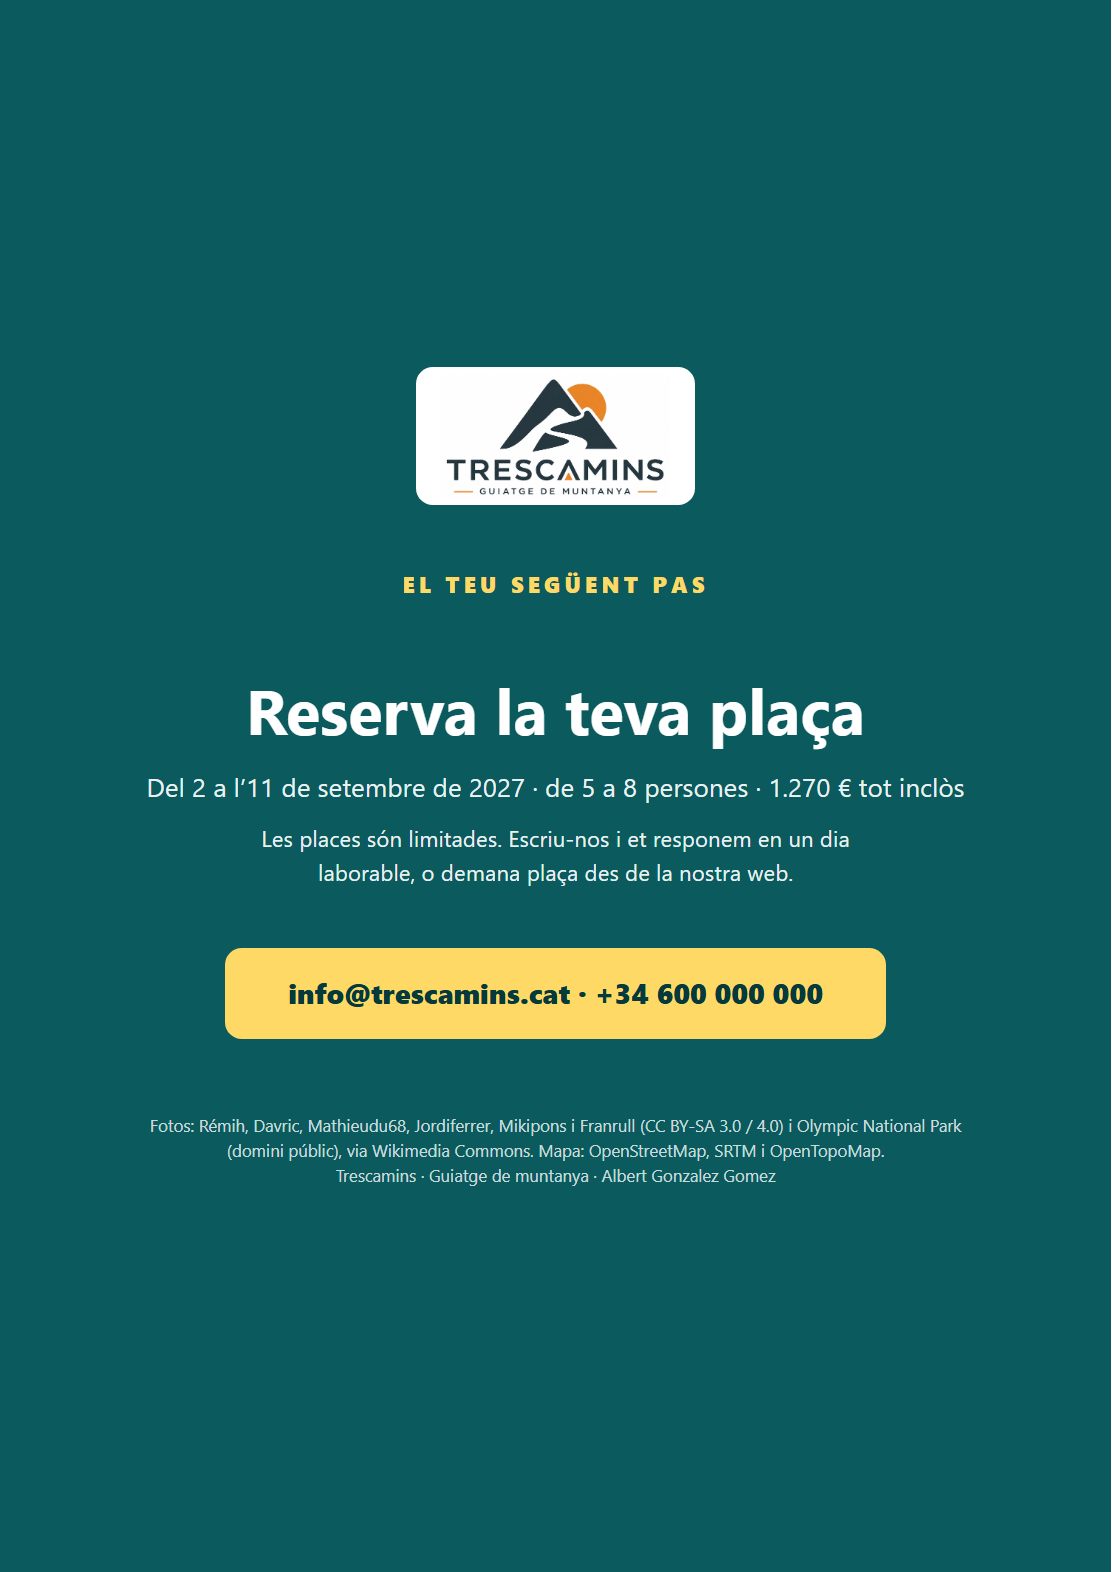 TRESCAMINS
GUIATGE DE MUNTANYA
EL TEU SEGÜENT PAS
Reserva la teva plaça
Del 2 a l’11 de setembre de 2027 · de 5 a 8 persones · 1.270 € tot inclòs
Les places són limitades. Escriu-nos i et responem en un dia
laborable, o demana plaça des de la nostra web.
info@trescamins.cat · +34 600 000 000
Fotos: Rémih, Davric, Mathieudu68, Jordiferrer, Mikipons i Franrull (CC BY-SA 3.0 / 4.0) i Olympic National Park
(domini públic), via Wikimedia Commons. Mapa: OpenStreetMap, SRTM i OpenTopoMap.
Trescamins · Guiatge de muntanya · Albert Gonzalez Gomez